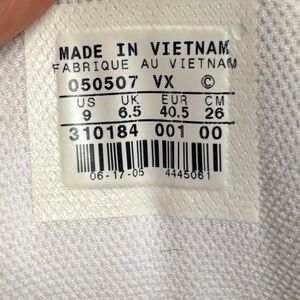 MADE IN VIETNAM
FABRIQUE AU VIETNAM
050507 VX ©
US UK EUR CM
9 6.5 40.5 26
310184 001 00
06-17-05 4445061